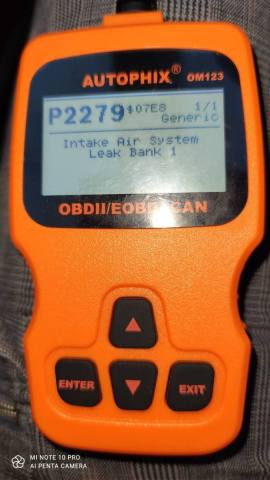 AUTOPHIX®
OM123
P2279 $07E8 1/1
Generic
Intake Air System
Leak Bank 1
OBDII/EOBD SCAN
ENTER
EXIT
MI NOTE 10 PRO
AI PENTA CAMERA